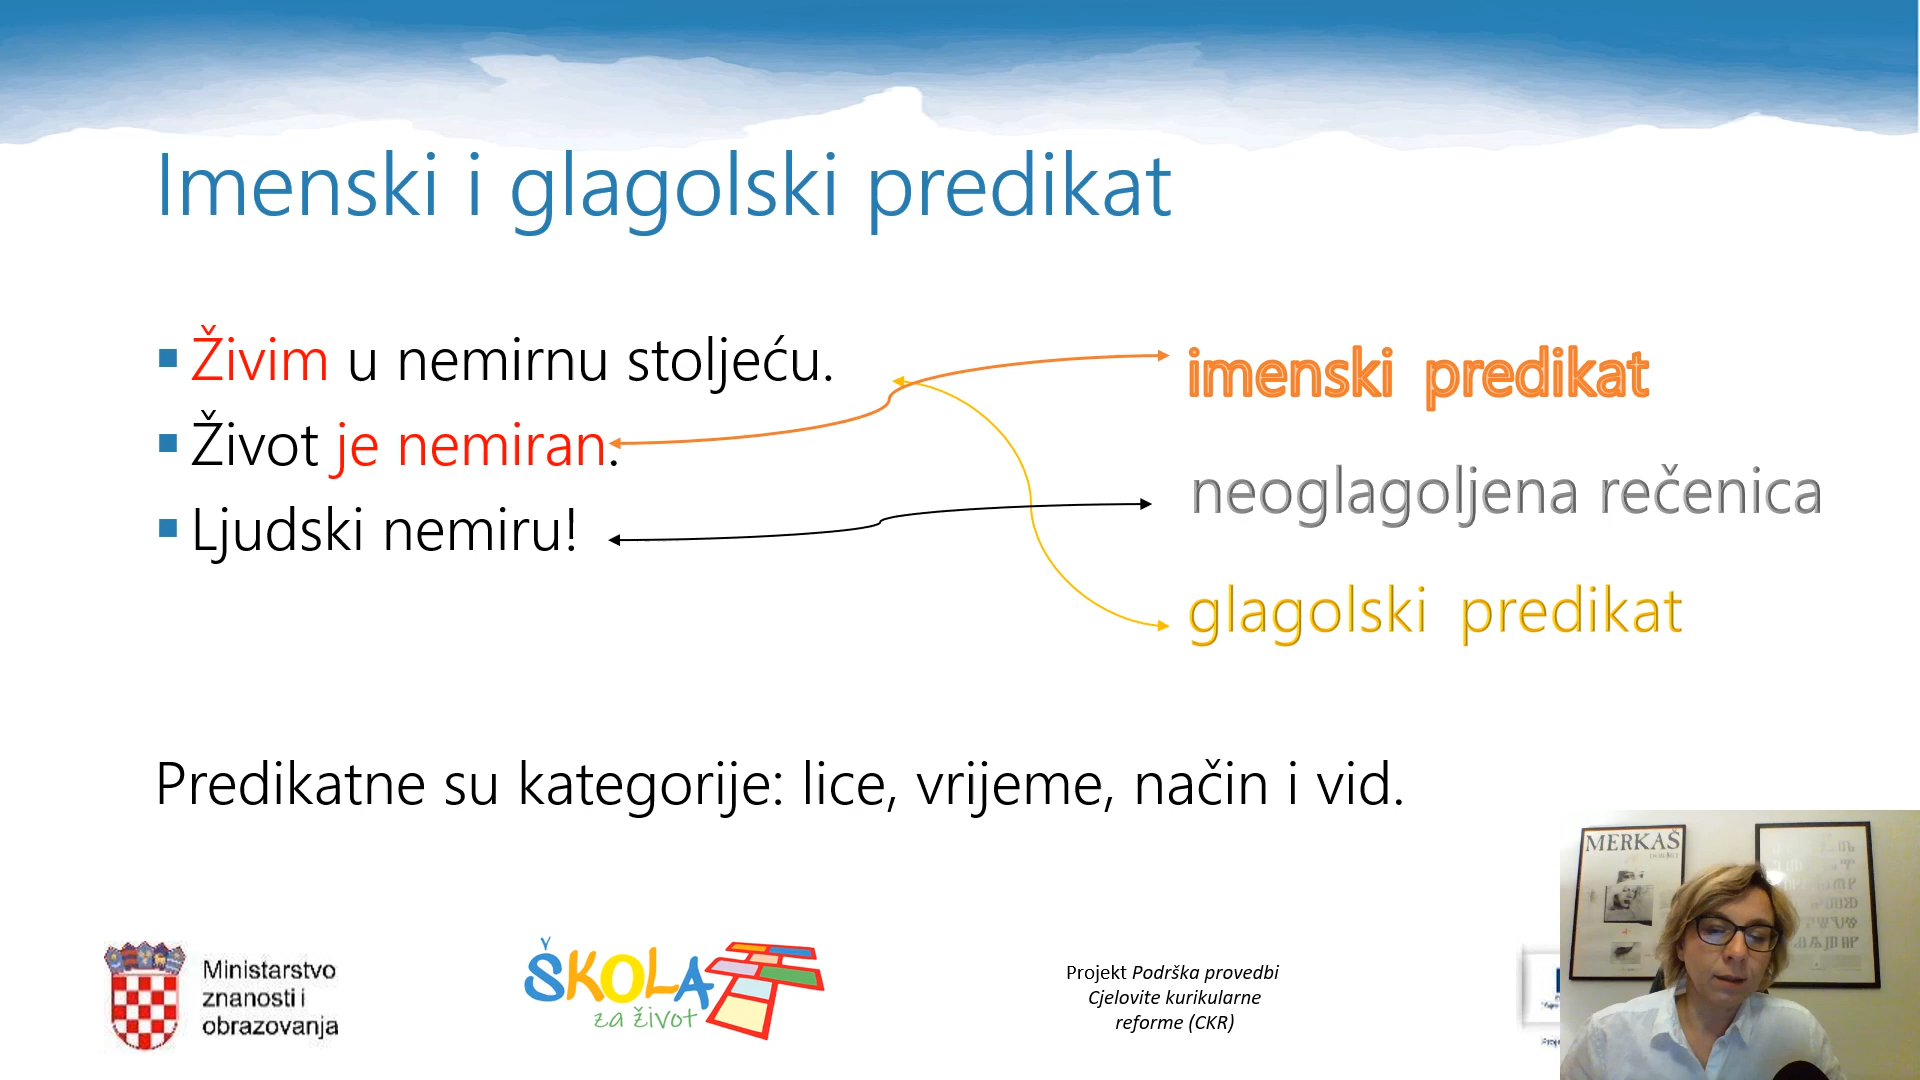 Imenski i glagolski predikat
Živim u nemirnu stoljeću.
Život je nemiran.
Ljudski nemiru!
imenski predikat
neoglagoljena rečenica
glagolski predikat
Predikatne su kategorije: lice, vrijeme, način i vid.
Ministarstvo
znanosti i
obrazovanja
ŠKOLA
za život
Projekt Podrška provedbi
Cjelovite kurikularne
reforme (CKR)
MERKAŠ